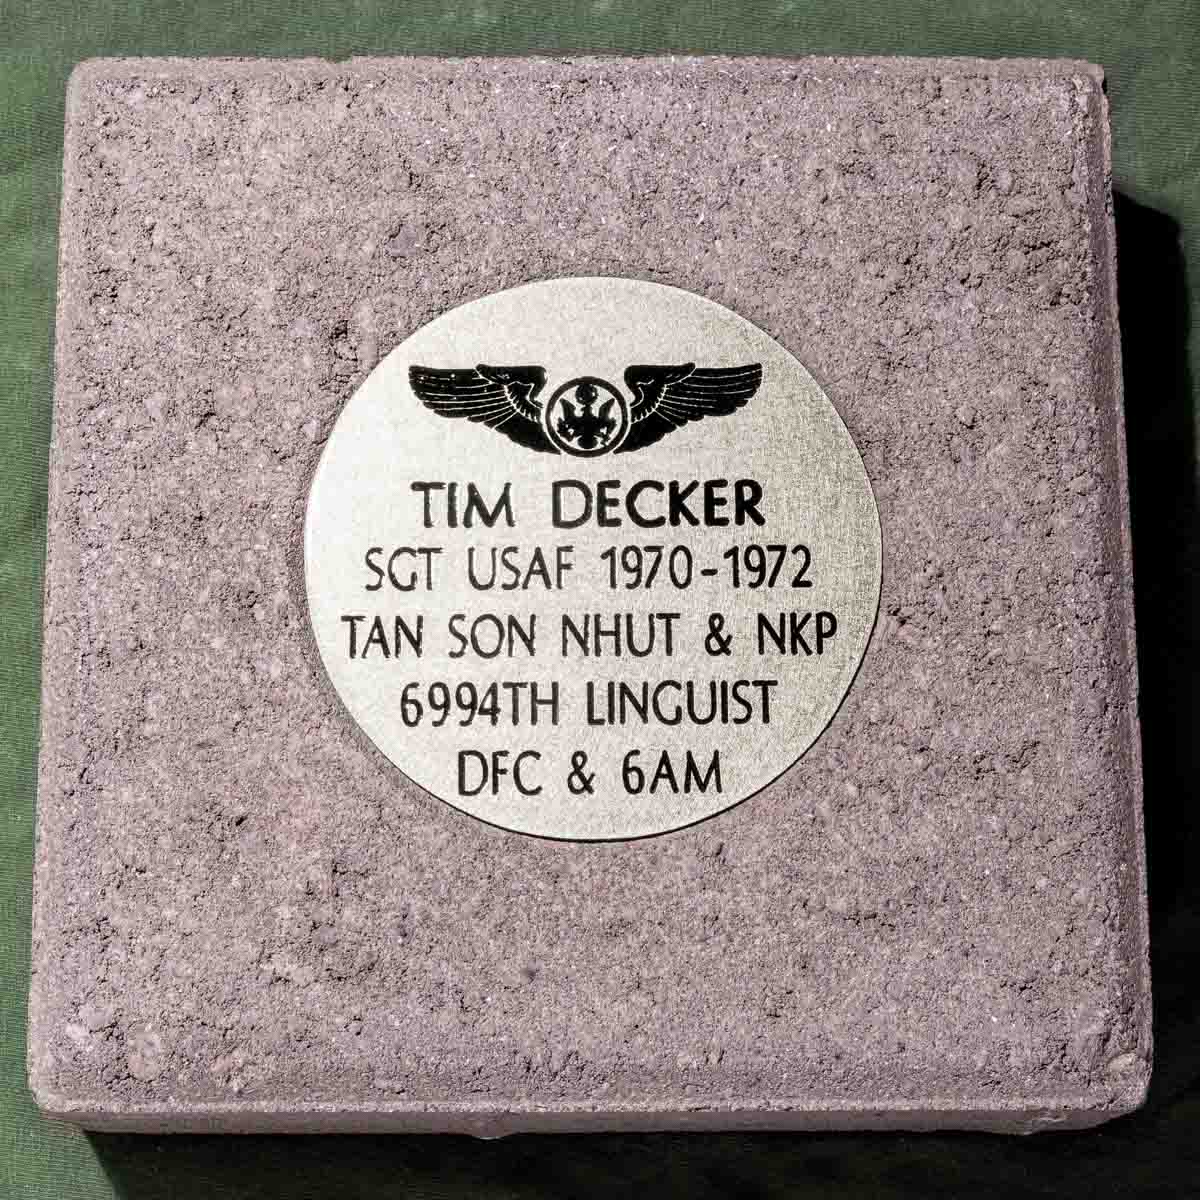 TIM DECKER
SGT USAF 1970-1972
TAN SON NHUT & NKP
6994TH LINGUIST
DFC & 6AM